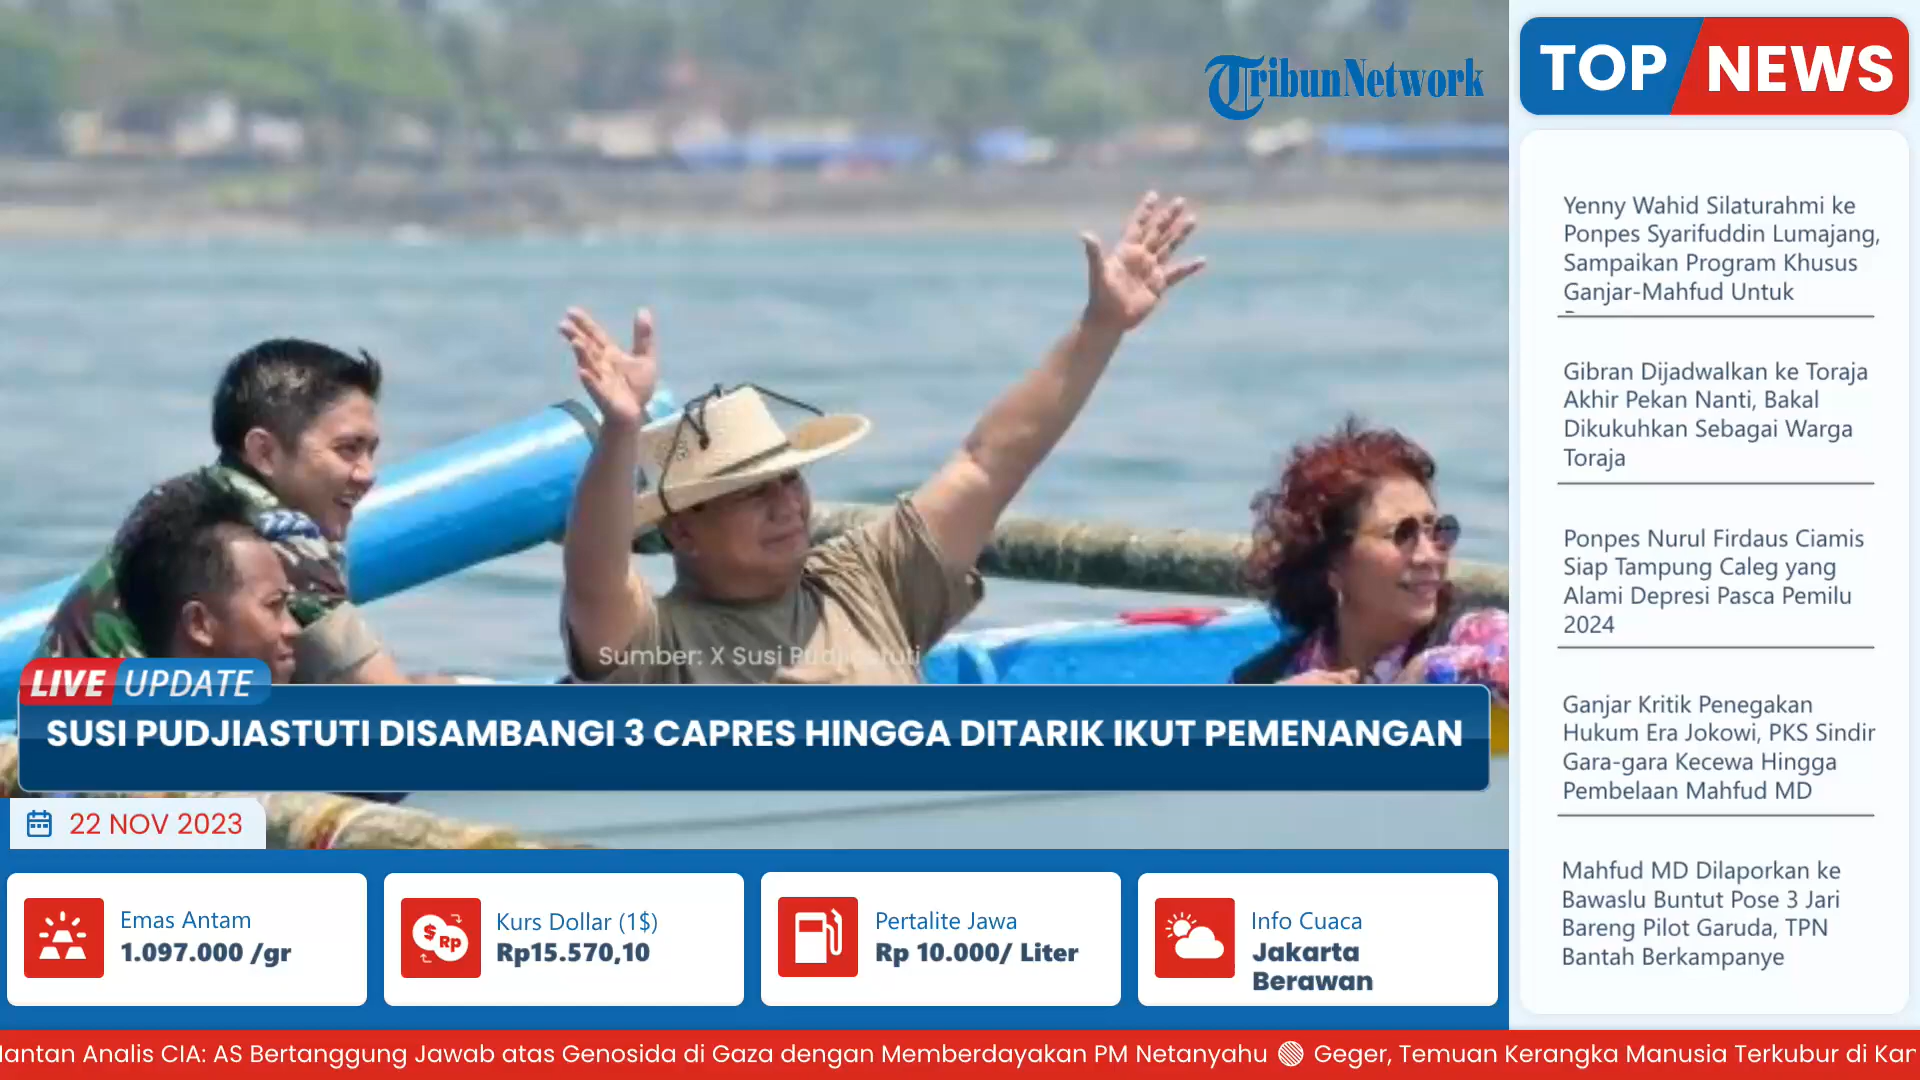 TribunNetwork
TOP NEWS
Yenny Wahid Silaturahmi ke
Ponpes Syarifuddin Lumajang,
Sampaikan Program Khusus
Ganjar-Mahfud Untuk
Gibran Dijadwalkan ke Toraja
Akhir Pekan Nanti, Bakal
Dikukuhkan Sebagai Warga
Toraja
Ponpes Nurul Firdaus Ciamis
Siap Tampung Caleg yang
Alami Depresi Pasca Pemilu
2024
Ganjar Kritik Penegakan
Hukum Era Jokowi, PKS Sindir
Gara-gara Kecewa Hingga
Pembelaan Mahfud MD
Mahfud MD Dilaporkan ke
Bawaslu Buntut Pose 3 Jari
Bareng Pilot Garuda, TPN
Bantah Berkampanye
Sumber: X Susi Pudjiastuti
LIVE UPDATE
SUSI PUDJIASTUTI DISAMBANGI 3 CAPRES HINGGA DITARIK IKUT PEMENANGAN
22 NOV 2023
Emas Antam
1.097.000 /gr
$ Rp
Kurs Dollar (1$)
Rp15.570,10
Pertalite Jawa
Rp 10.000/ Liter
Info Cuaca
Jakarta
Berawan
Analis CIA: AS Bertanggung Jawab atas Genosida di Gaza dengan Memberdayakan PM Netanyahu Geger, Temuan Kerangka Manusia Terkubur di